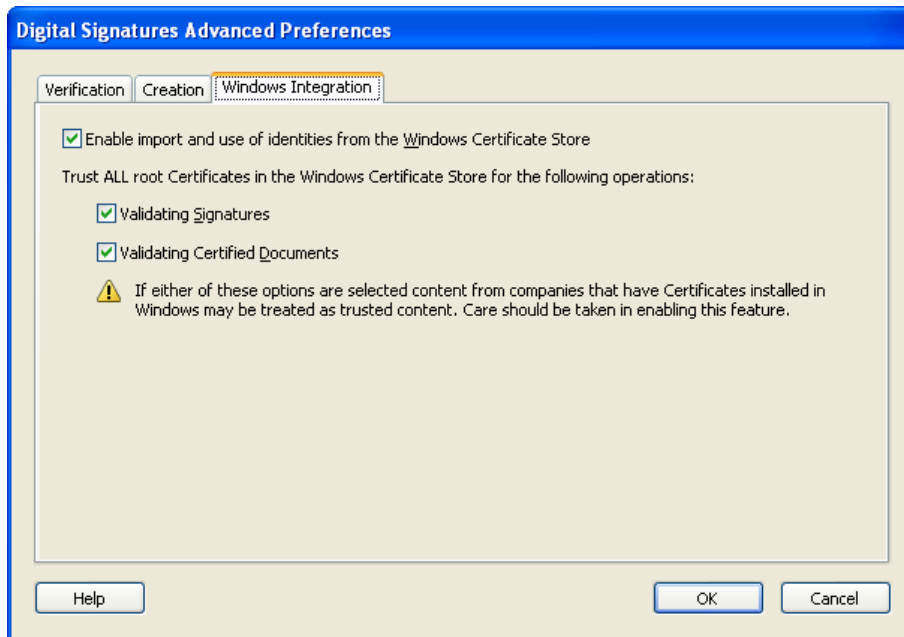 Digital Signatures Advanced Preferences
Verification Creation Windows Integration
Enable import and use of identities from the Windows Certificate Store
Trust ALL root Certificates in the Windows Certificate Store for the following operations:
Validating Signatures
Validating Certified Documents
If either of these options are selected content from companies that have Certificates installed in
Windows may be treated as trusted content. Care should be taken in enabling this feature.
Help OK Cancel